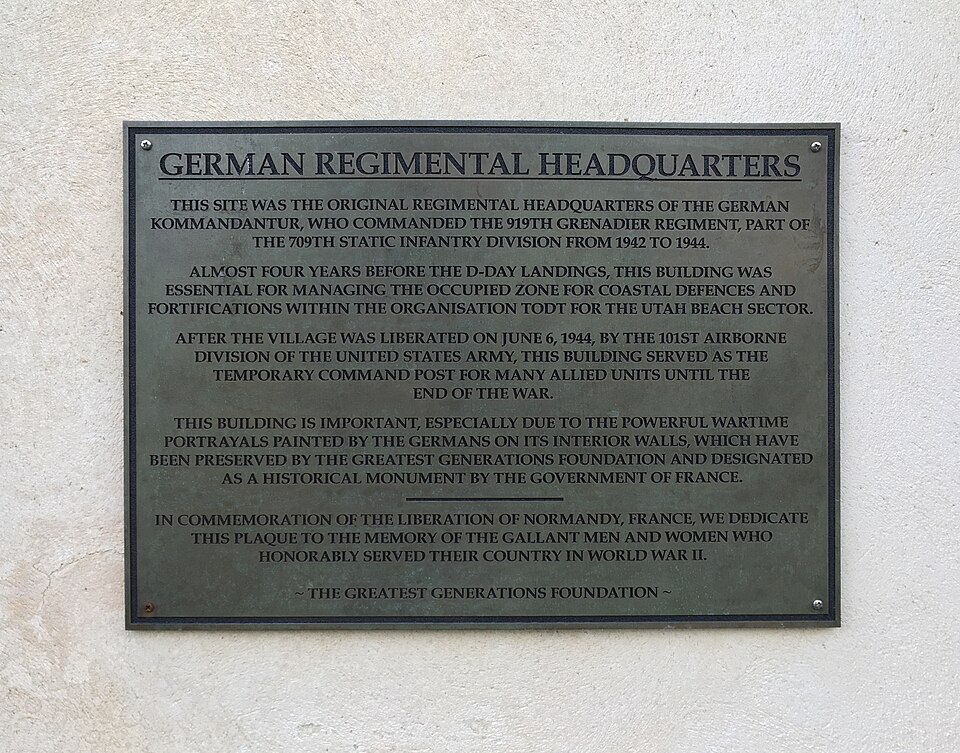 GERMAN REGIMENTAL HEADQUARTERS
THIS SITE WAS THE ORIGINAL REGIMENTAL HEADQUARTERS OF THE GERMAN
KOMMANDANTUR, WHO COMMANDED THE 919TH GRENADIER REGIMENT, PART OF
THE 709TH STATIC INFANTRY DIVISION FROM 1942 TO 1944.
ALMOST FOUR YEARS BEFORE THE D-DAY LANDINGS, THIS BUILDING WAS
ESSENTIAL FOR MANAGING THE OCCUPIED ZONE FOR COASTAL DEFENCES AND
FORTIFICATIONS WITHIN THE ORGANISATION TODT FOR THE UTAH BEACH SECTOR.
AFTER THE VILLAGE WAS LIBERATED ON JUNE 6, 1944, BY THE 101ST AIRBORNE
DIVISION OF THE UNITED STATES ARMY, THIS BUILDING SERVED AS THE
TEMPORARY COMMAND POST FOR MANY ALLIED UNITS UNTIL THE
END OF THE WAR.
THIS BUILDING IS IMPORTANT, ESPECIALLY DUE TO THE POWERFUL WARTIME
PORTRAYALS PAINTED BY THE GERMANS ON ITS INTERIOR WALLS, WHICH HAVE
BEEN PRESERVED BY THE GREATEST GENERATIONS FOUNDATION AND DESIGNATED
AS A HISTORICAL MONUMENT BY THE GOVERNMENT OF FRANCE.
IN COMMEMORATION OF THE LIBERATION OF NORMANDY, FRANCE, WE DEDICATE
THIS PLAQUE TO THE MEMORY OF THE GALLANT MEN AND WOMEN WHO
HONORABLY SERVED THEIR COUNTRY IN WORLD WAR II.
~ THE GREATEST GENERATIONS FOUNDATION ~